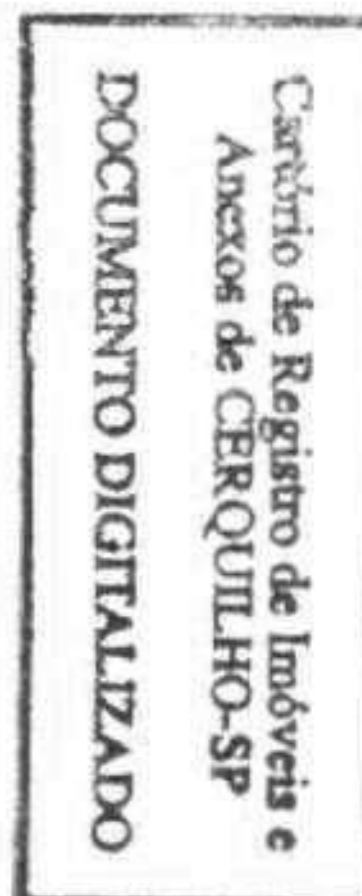 Cartório de Registro de Imóveis e
Anexos de CERQUILHO-SP
DOCUMENTO DIGITALIZADO